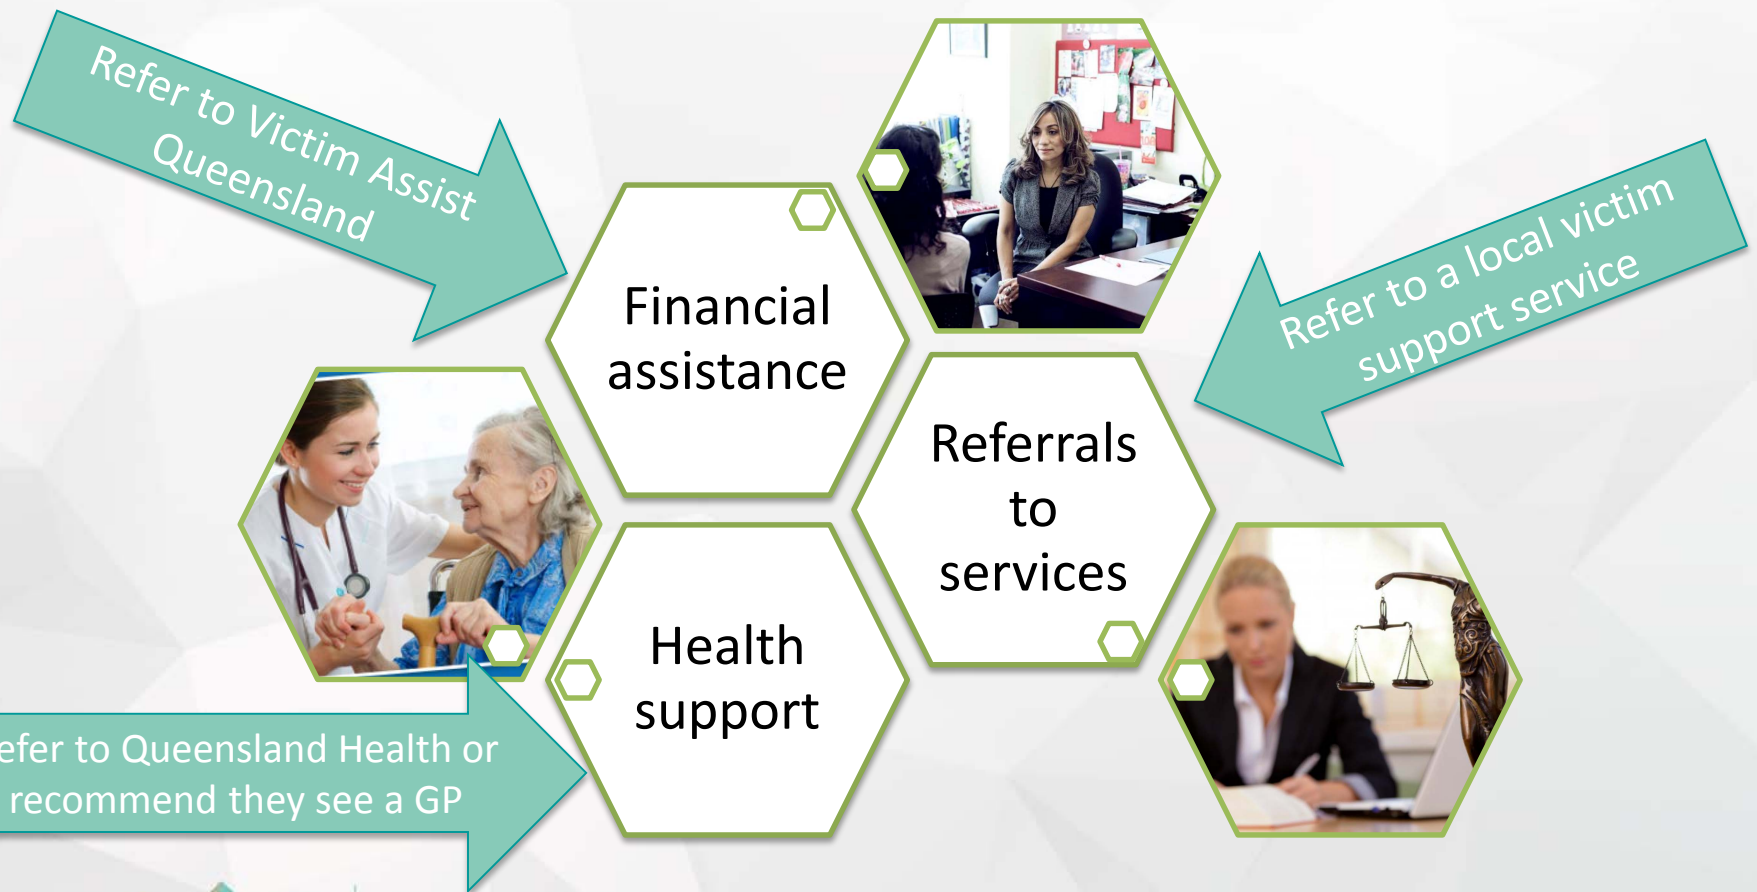 Refer to Victim Assist
Queensland
Financial
assistance
Refer to a local victim
support service
Referrals
to
services
Health
support
efer to Queensland Health or
recommend they see a GP